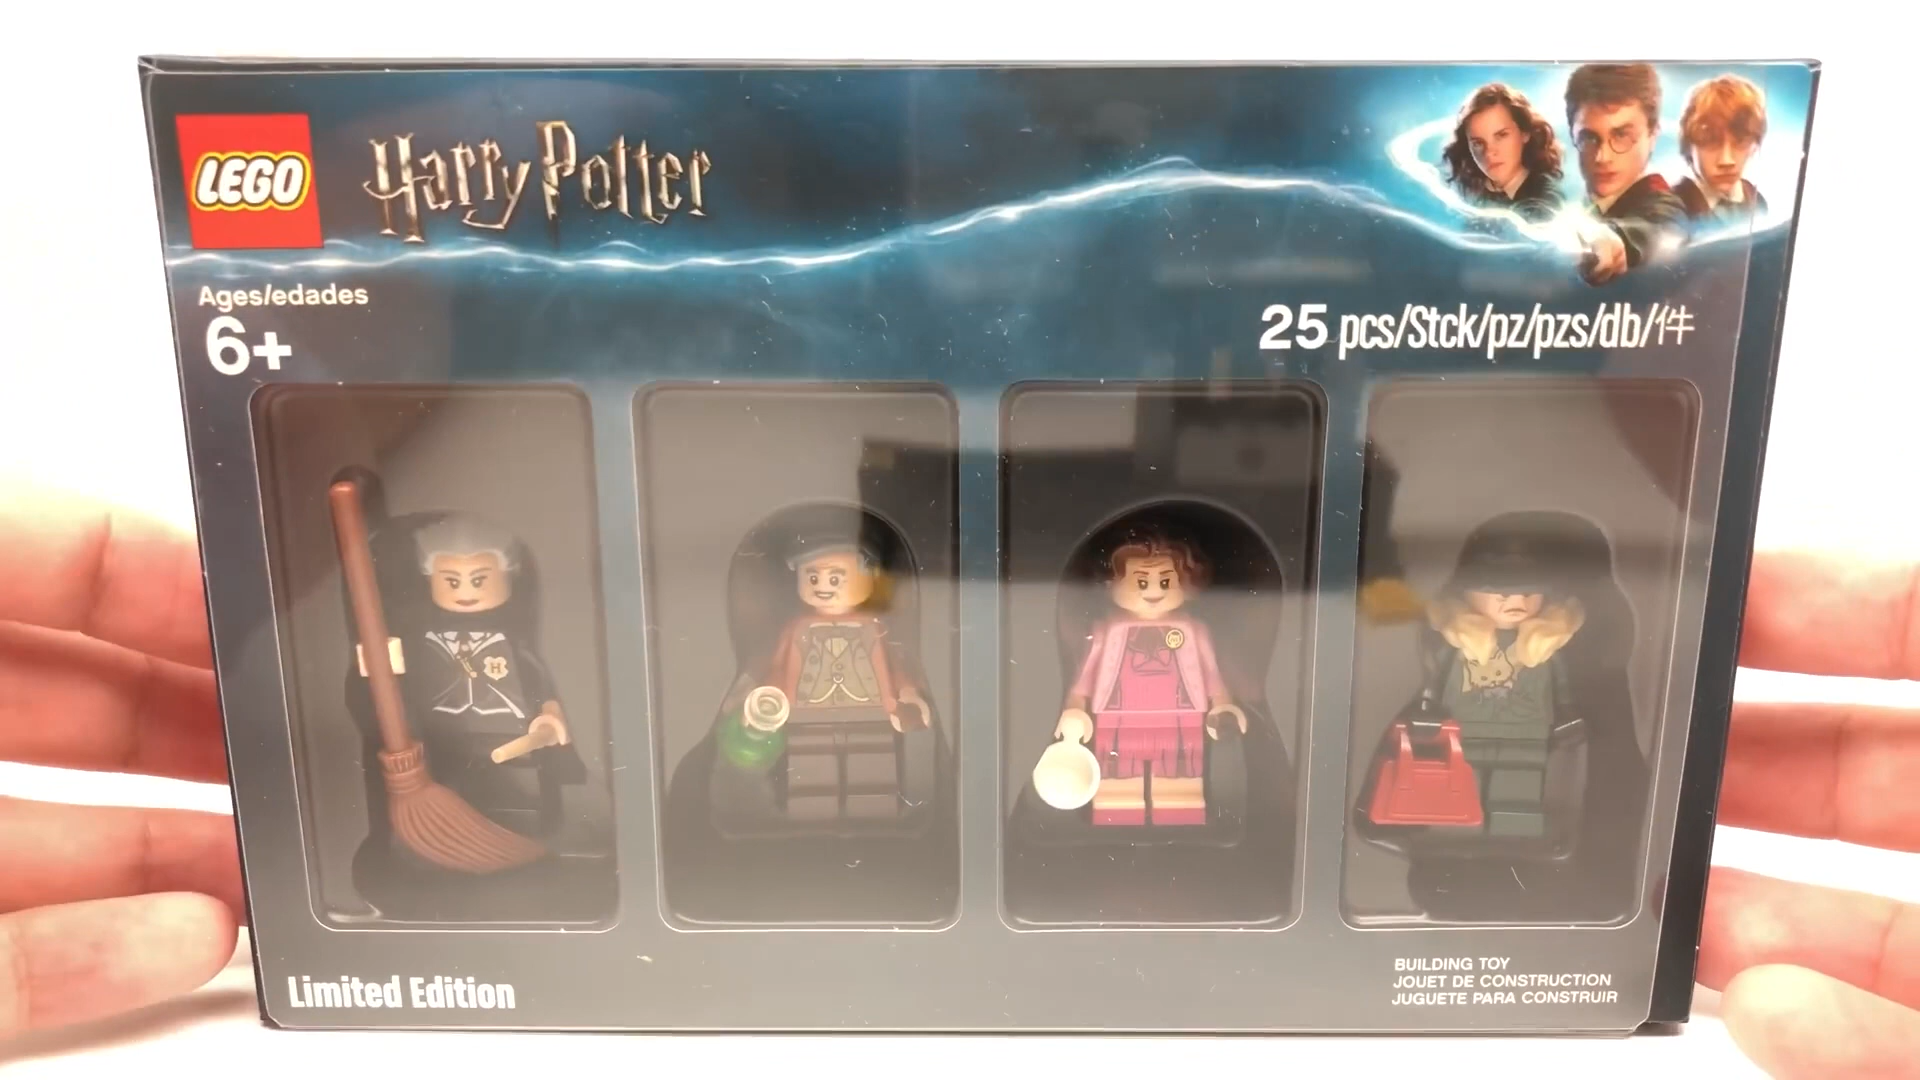 LEGO
Harry Potter
Ages/edades
6+
25 pcs/Stck/pz/pzs/db/件
H
Limited Edition
BUILDING TOY
JOUET DE CONSTRUCTION
JUGUETE PARA CONSTRUIR